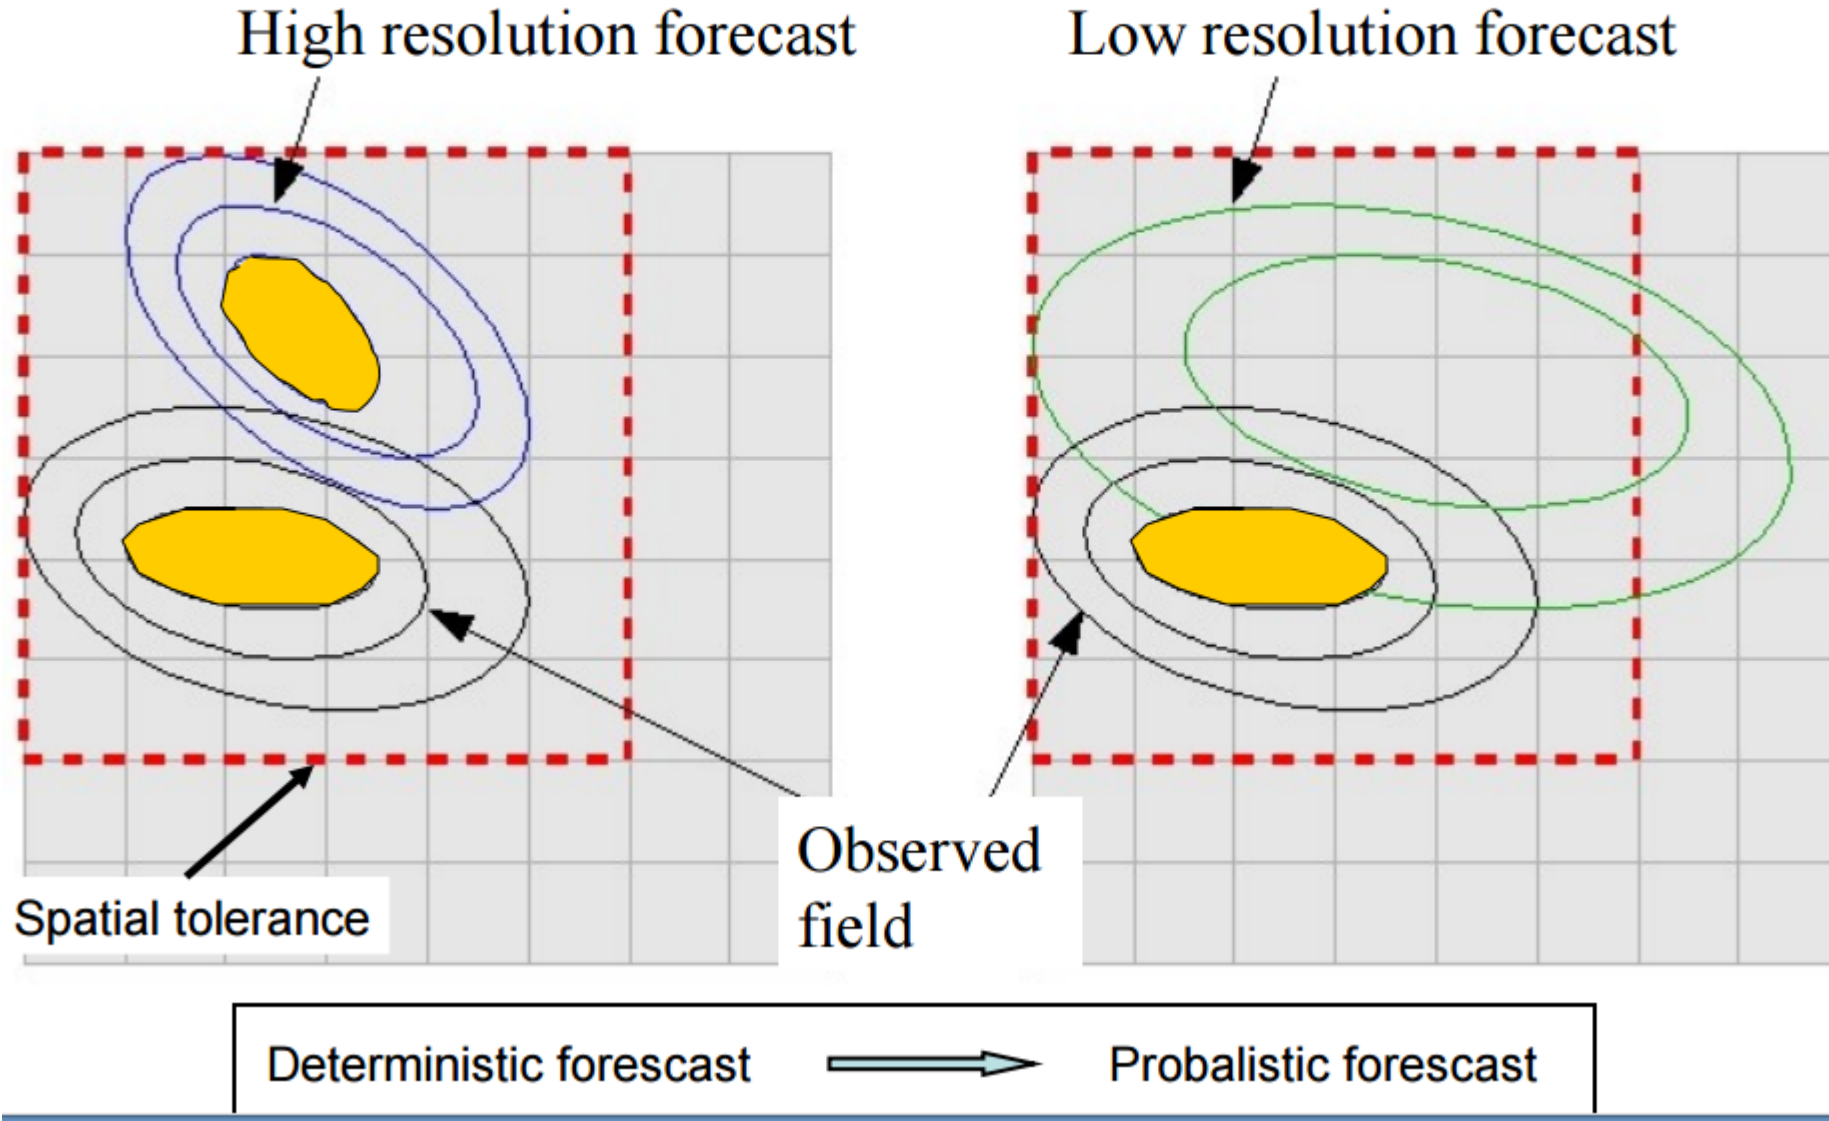 High resolution forecast
Low resolution forecast
Observed
field
Spatial tolerance
Deterministic forescast
Probalistic forescast